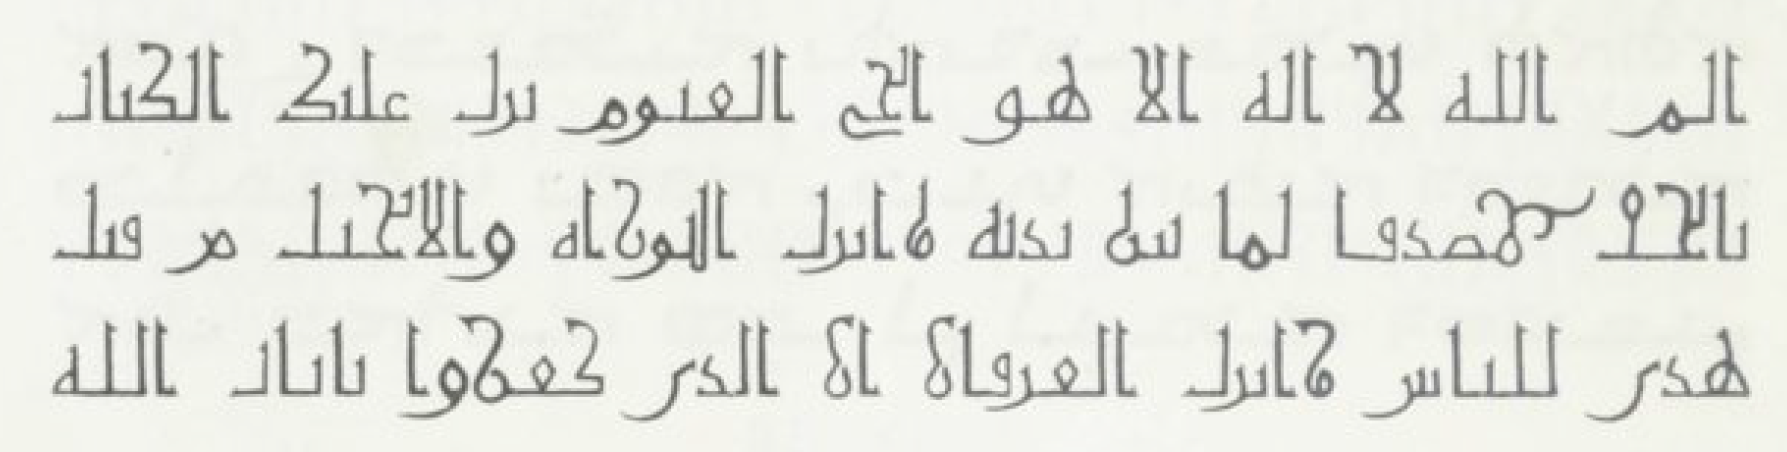 الم الله لا اله الا هو الحي القيوم نزل عليك الكتاب
بالحق مصدقا لما بين يديه وانزل التوراة والانجيل من قبل
هدى للناس وانزل الفرقان ان الذين كفروا بايات الله